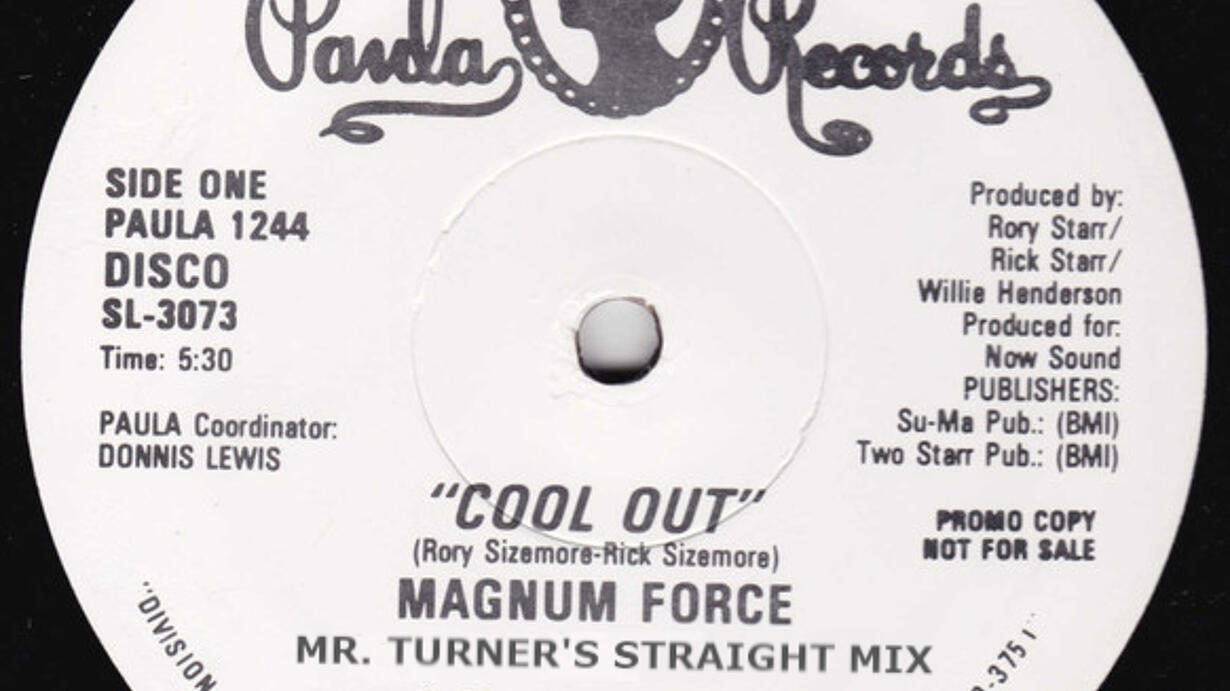 Paula Records
SIDE ONE
PAULA 1244
DISCO
SL-3073
Time: 5:30
PAULA Coordinator:
DONNIS LEWIS
Produced by:
Rory Starr/
Rick Starr/
Willie Henderson
Produced for:
Now Sound
PUBLISHERS:
Su-Ma Pub.: (BMI)
Two Starr Pub.: (BMI)
PROMO COPY
NOT FOR SALE
"COOL OUT"
(Rory Sizemore-Rick Sizemore)
MAGNUM FORCE
MR. TURNER'S STRAIGHT MIX
"DIVISION